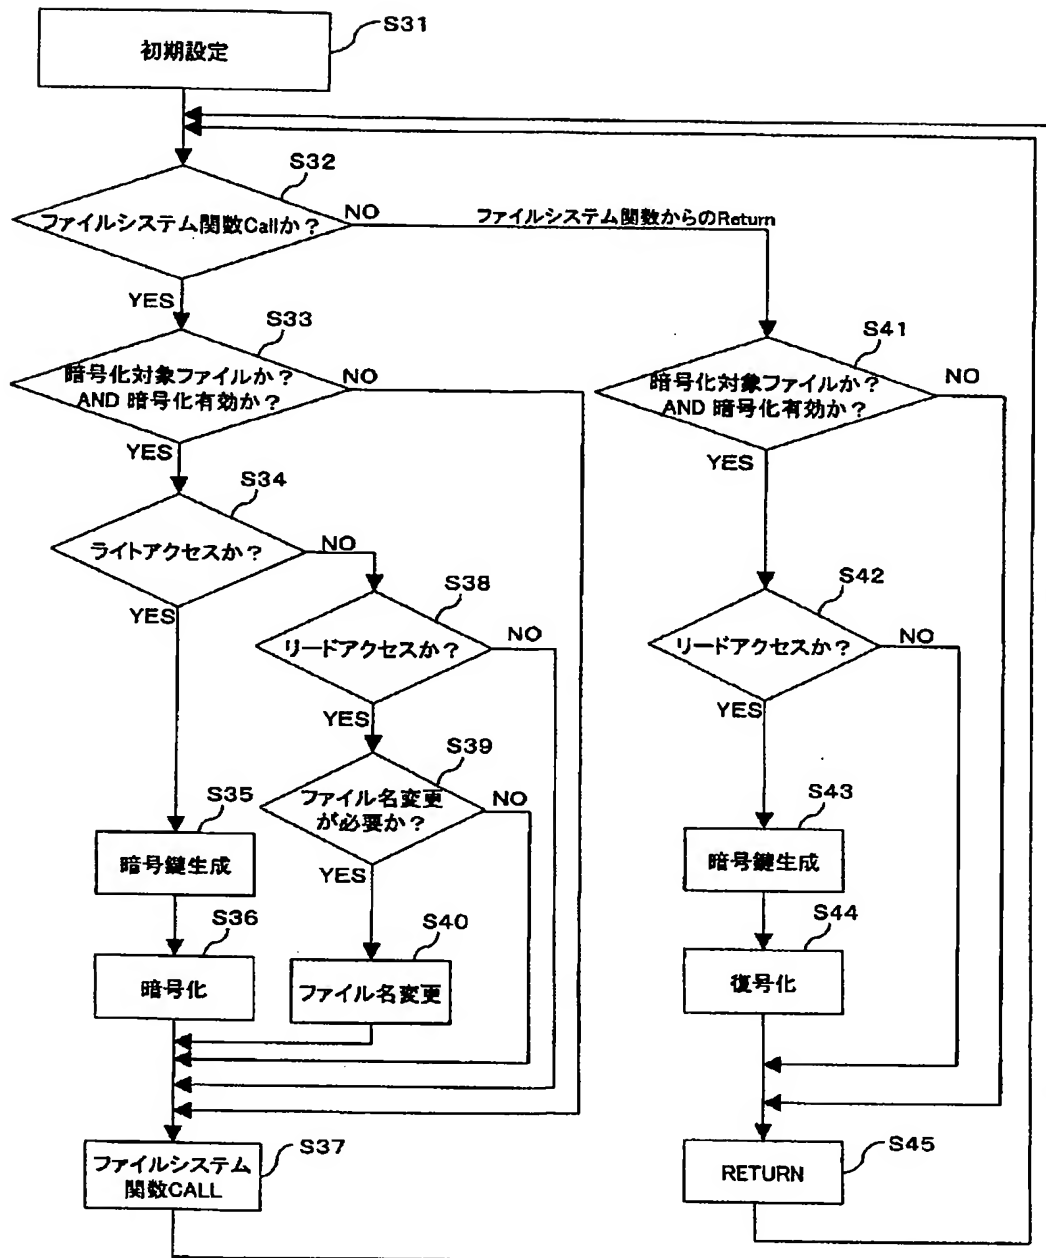 S31
初期設定
S32
ファイルシステム関数Callか？
NO
ファイルシステム関数からのReturn
YES
S33
暗号化対象ファイルか？
AND 暗号化有効か？
NO
YES
S34
ライトアクセスか？
NO
YES
S38
リードアクセスか？
NO
YES
S39
ファイル名変更
が必要か？
NO
YES
S35
暗号鍵生成
S36
暗号化
S40
ファイル名変更
S37
ファイルシステム
関数CALL
S41
暗号化対象ファイルか？
AND 暗号化有効か？
NO
YES
S42
リードアクセスか？
NO
YES
S43
暗号鍵生成
S44
復号化
S45
RETURN